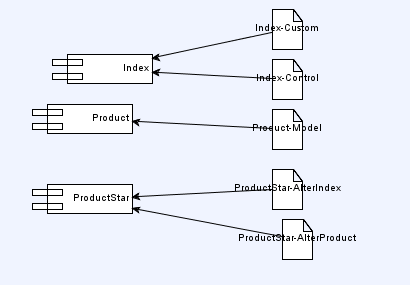 Index-Custom
Index
Index-Control
Product
Product-Model
ProductStar
ProductStar-AlterIndex
ProductStar-AlterProduct